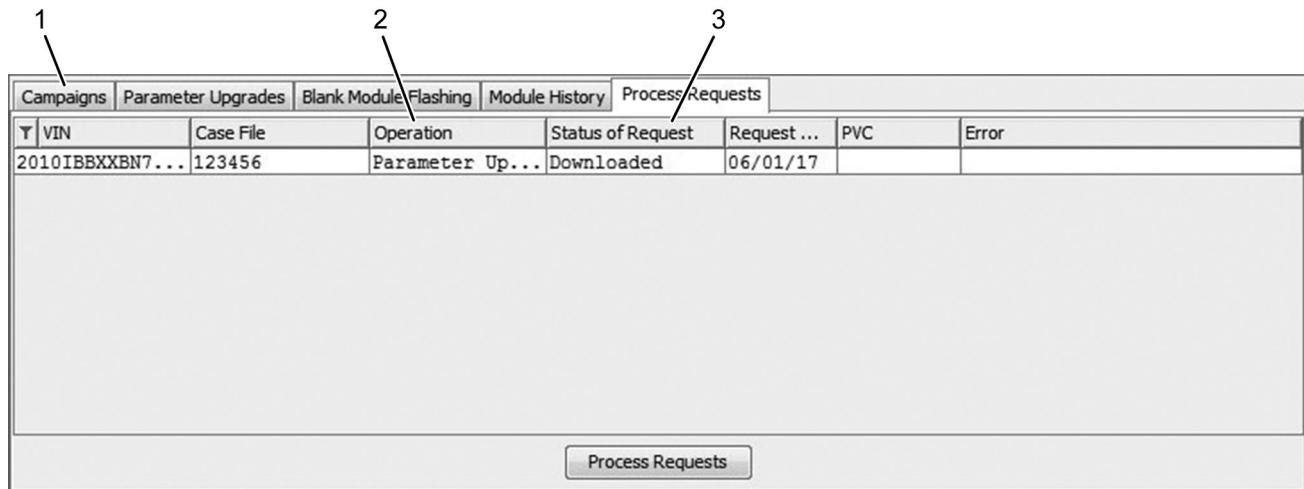 1 2 3
Campaigns Parameter Upgrades Blank Module Flashing Module History Process Requests
VIN Case File Operation Status of Request Request ... PVC Error
2010IBBXXBN7... 123456 Parameter Up... Downloaded 06/01/17
Process Requests